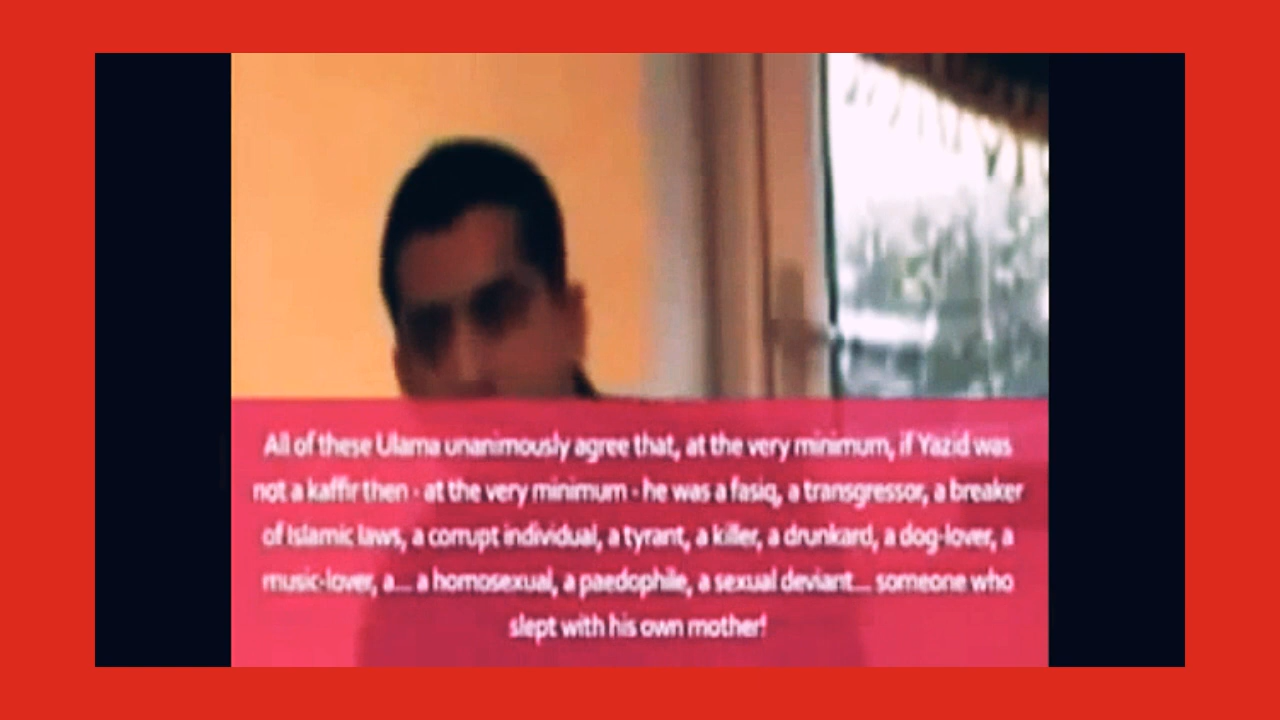 All of these Ulama unanimously agree that, at the very minimum, if Yazid was
not a kaffir then - at the very minimum - he was a fasiq, a transgressor, a breaker
of Islamic laws, a corrupt individual, a tyrant, a killer, a drunkard, a dog-lover, a
music-lover, a... a homosexual, a paedophile, a sexual deviant... someone who
slept with his own mother!